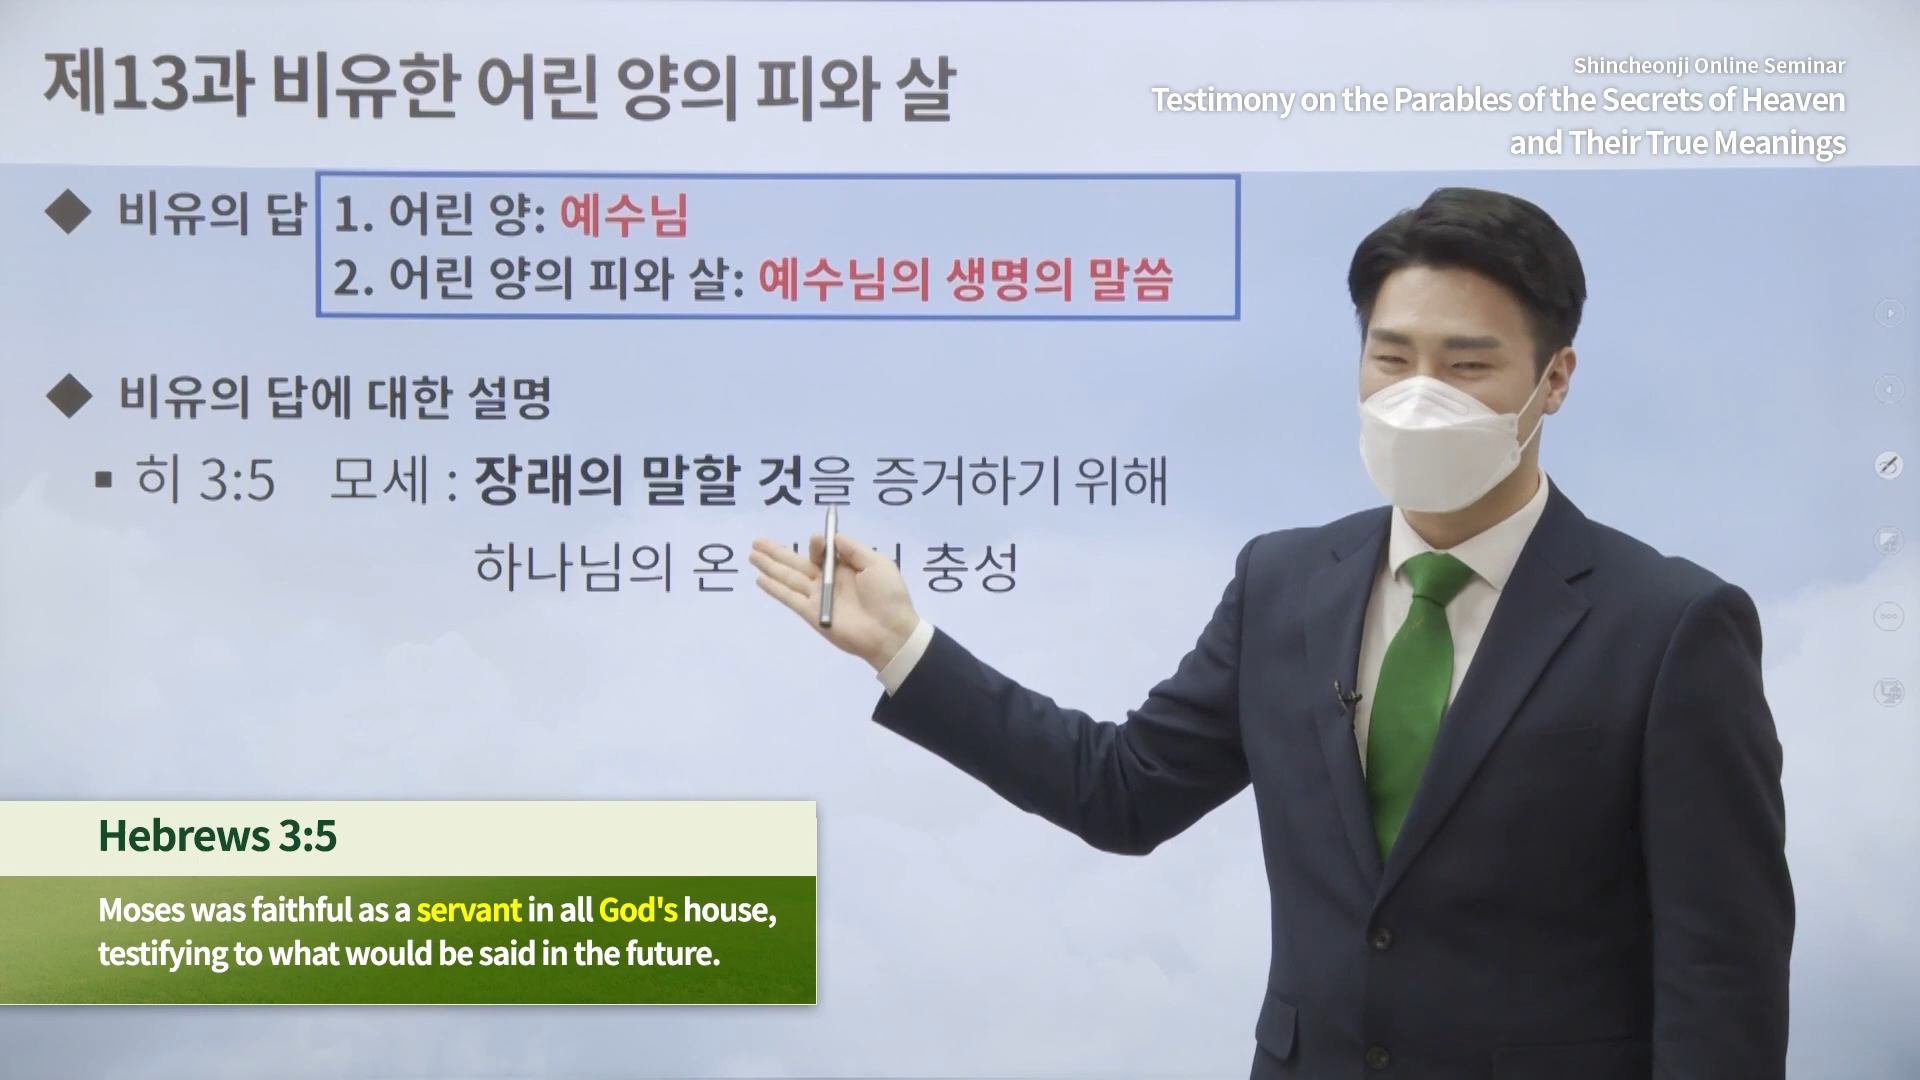 제13과 비유한 어린 양의 피와 살
Shincheonji Online Seminar
Testimony on the Parables of the Secrets of Heaven
and Their True Meanings
◆ 비유의 답
1. 어린 양: 예수님
2. 어린 양의 피와 살: 예수님의 생명의 말씀
◆ 비유의 답에 대한 설명
▪ 히 3:5 모세 : 장래의 말할 것을 증거하기 위해
하나님의 온 충성
Hebrews 3:5
Moses was faithful as a servant in all God's house,
testifying to what would be said in the future.